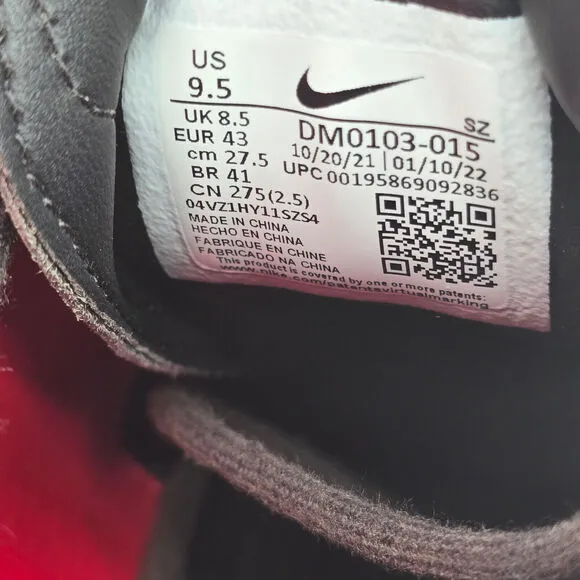 US
9.5
UK 8.5
EUR 43
cm 27.5
BR 41
CN 275(2.5)
04VZ1HY11SZS4
MADE IN CHINA
HECHO EN CHINA
FABRIQUE EN CHINE
FABRICADO NA CHINA
SZ
DM0103-015
10/20/21 | 01/10/22
UPC 00195869092836
This product is covered by one or more patents:
www.nike.com/patentsvirtualmarking